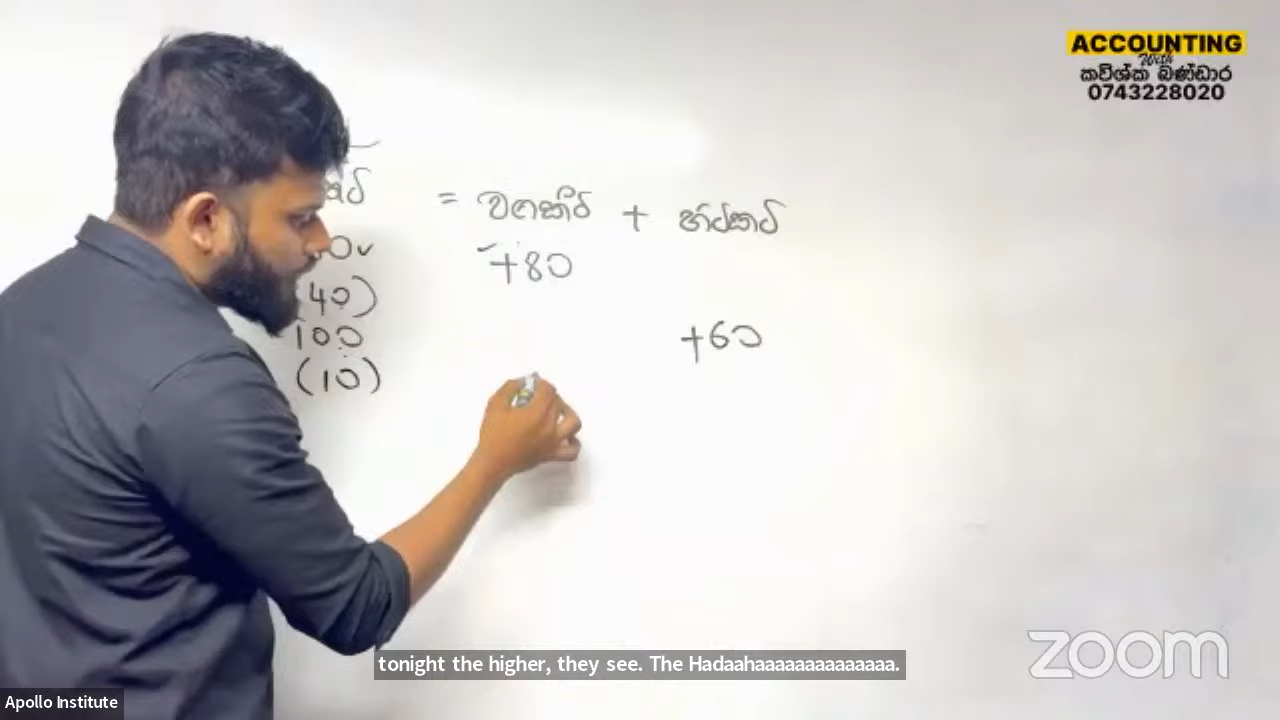 ACCOUNTING
With
කවිශ්ක බණ්ඩාර
0743228020
= වගකීම් + හිමිකම්
+80
(40)
100 +60
(10)
tonight the higher, they see. The Hadaahaaaaaaaaaaaaaaa.
zoom
Apollo Institute